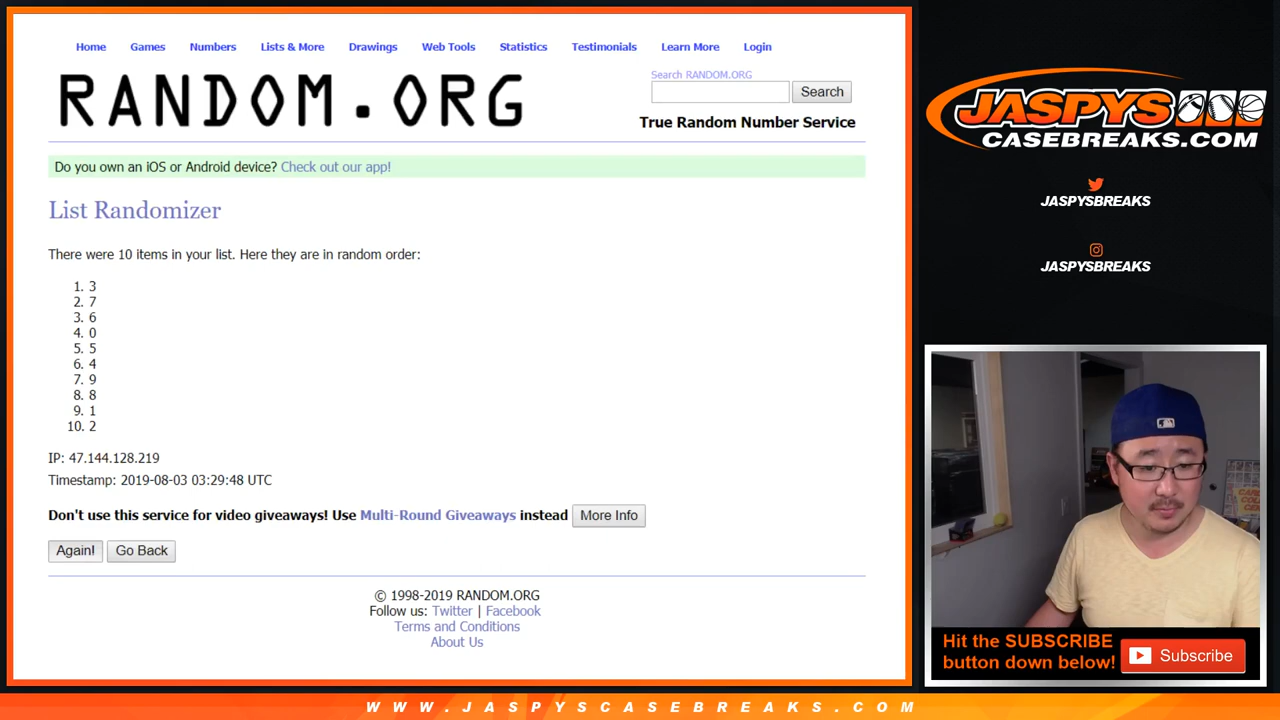 Home Games Numbers Lists & More Drawings Web Tools Statistics Testimonials Learn More Login
RANDOM.ORG
Search RANDOM.ORG
Search
True Random Number Service
Do you own an iOS or Android device? Check out our app!
List Randomizer
There were 10 items in your list. Here they are in random order:
1. 3
2. 7
3. 6
4. 0
5. 5
6. 4
7. 9
8. 8
9. 1
10. 2
IP: 47.144.128.219
Timestamp: 2019-08-03 03:29:48 UTC
Don't use this service for video giveaways! Use Multi-Round Giveaways instead More Info
Again! Go Back
© 1998-2019 RANDOM.ORG
Follow us: Twitter | Facebook
Terms and Conditions
About Us
JASPYS
CASEBREAKS.COM
JASPYSBREAKS
JASPYSBREAKS
Hit the SUBSCRIBE
button down below!
Subscribe
WWW.JASPYSCASEBREAKS.COM